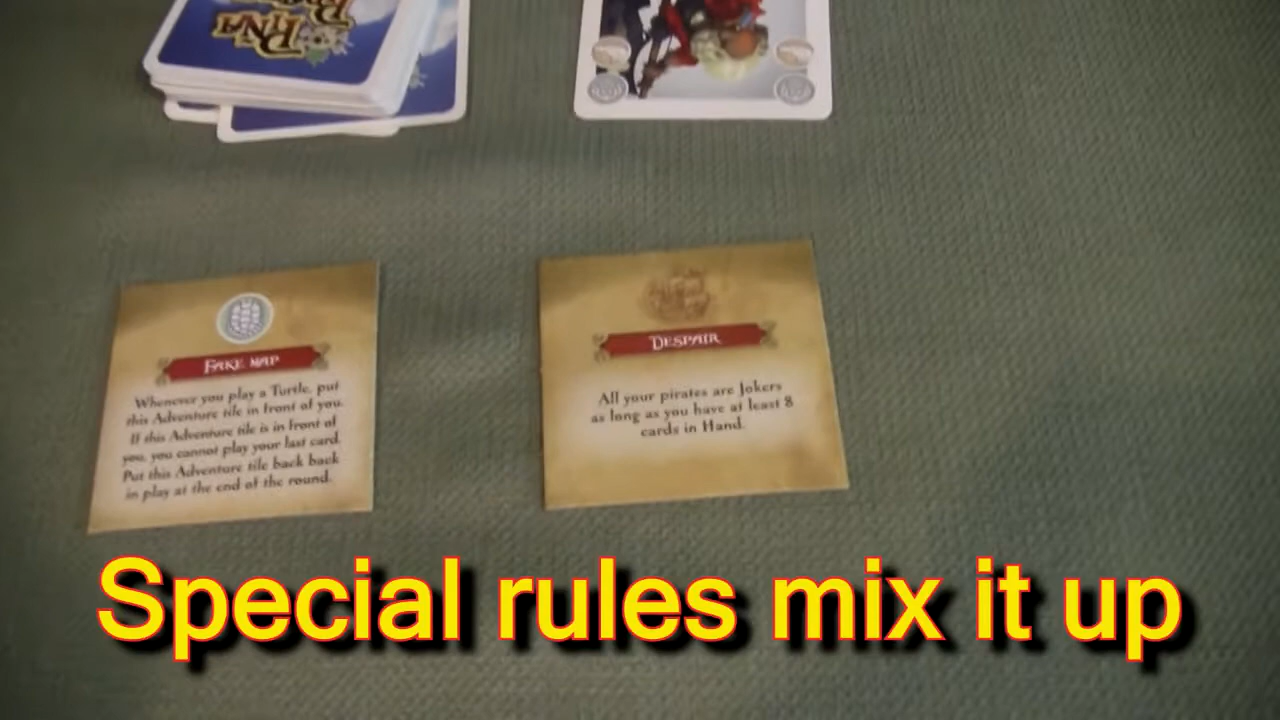 PINA
FAKE MAP
Whenever you play a Turtle, put
this Adventure tile in front of you.
If this Adventure tile is in front of
you, you cannot play your last card.
Put this Adventure tile back back
in play at the end of the round.
DESPAIR
All your pirates are Jokers
as long as you have at least 8
cards in Hand.
Special rules mix it up